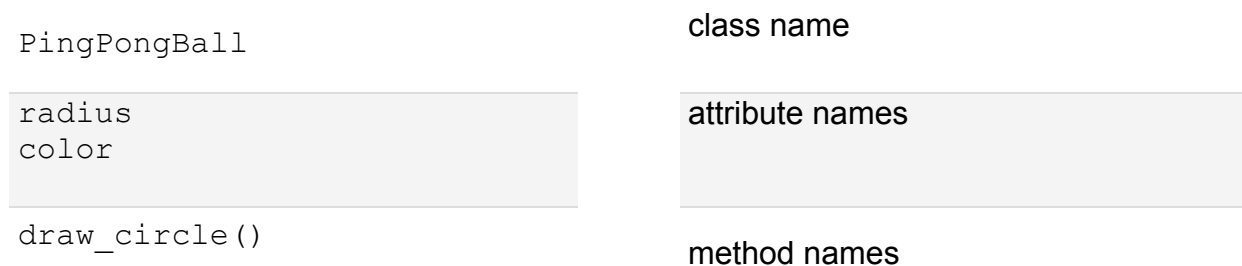 PingPongBall
class name
radius
color
attribute names
draw_circle()
method names